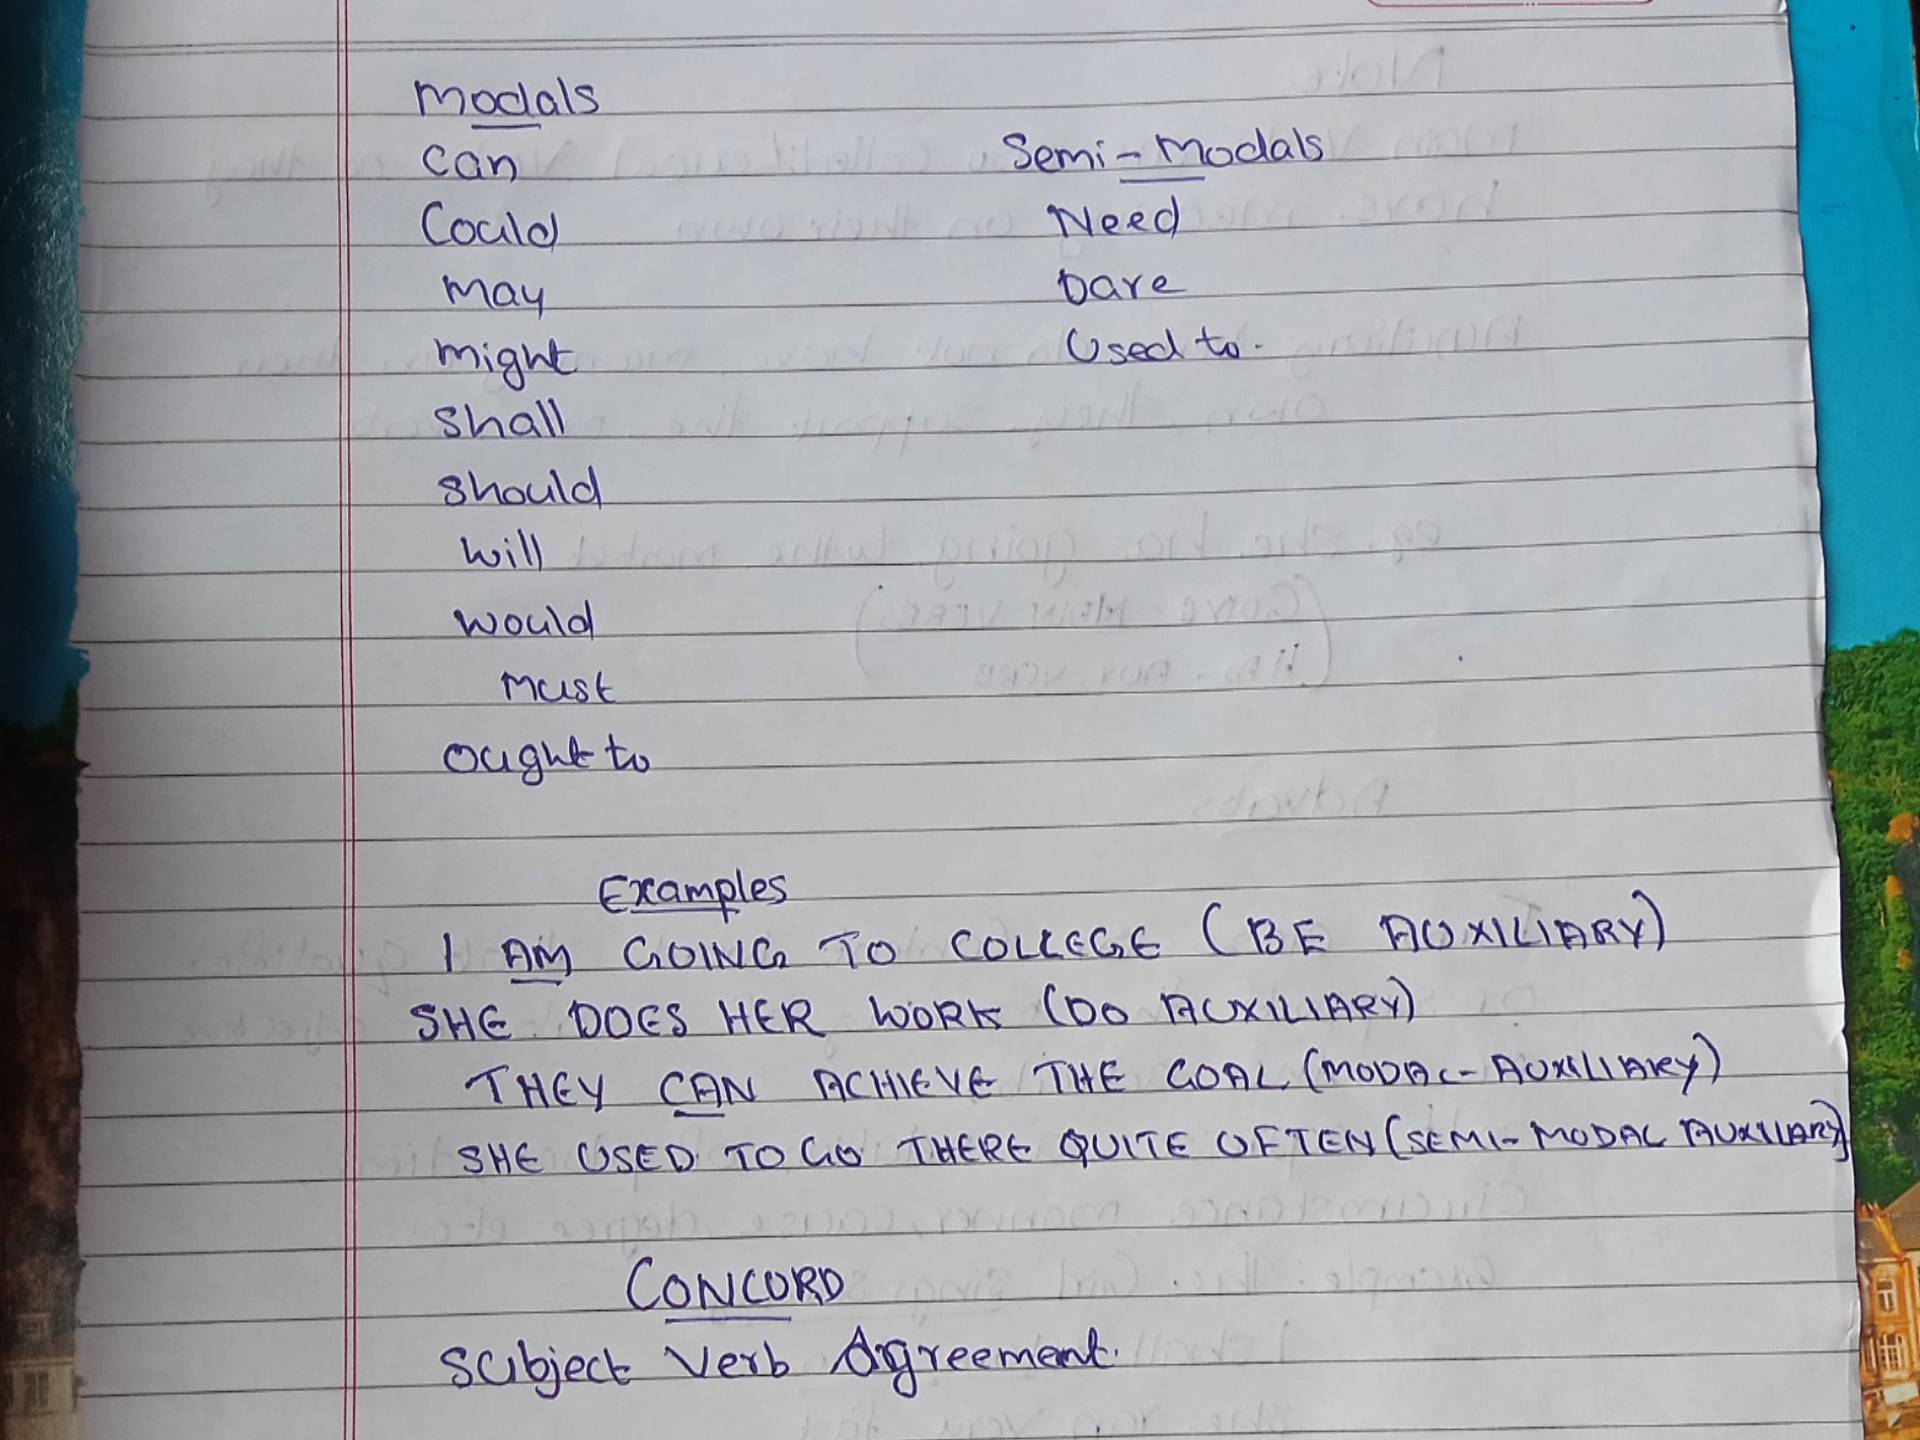 Modals
Can
Could
May
Might
Shall
Should
Will
Would
Must
Ought to
Semi-Modals
Need
Dare
Used to.
Examples
I AM GOING TO COLLEGE (BE AUXILIARY)
SHE DOES HER WORK (DO AUXILIARY)
THEY CAN ACHIEVE THE GOAL (MODAL-AUXILIARY)
SHE USED TO GO THERE QUITE OFTEN (SEMI-MODAL AUXILIARY)
CONCORD
Subject Verb Agreement.